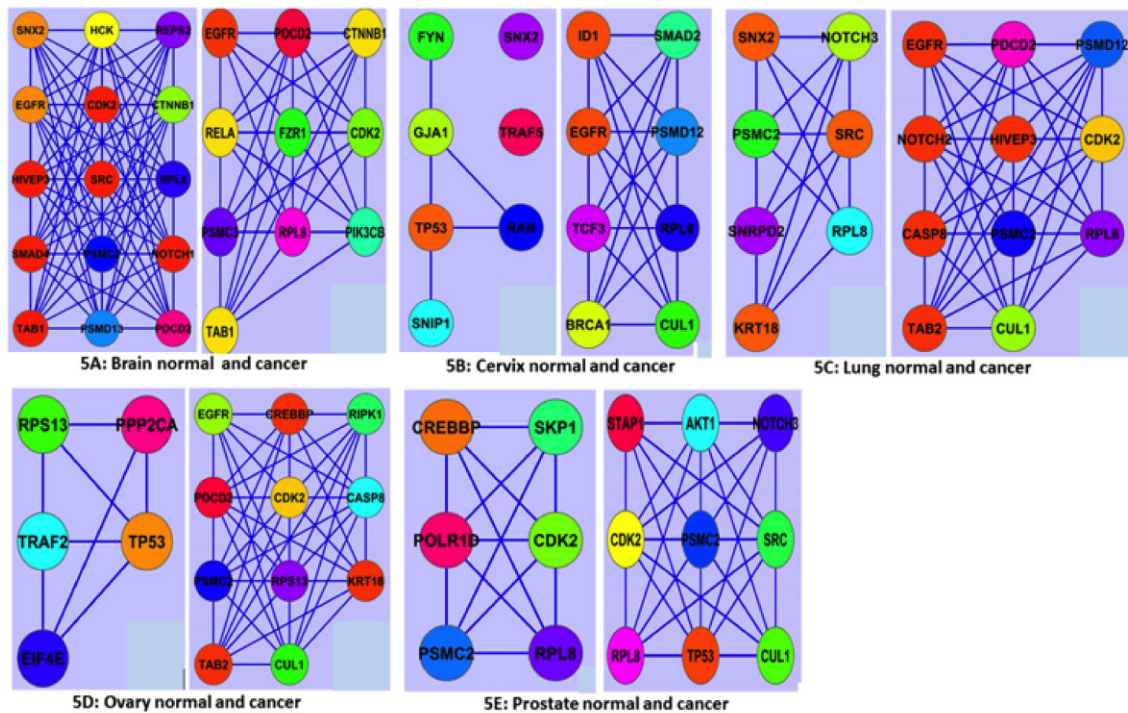 SNX2 HCK REPS2
EGFR CDK2 CTNNB1
HIVEP3 SRC RPL8
SMAD4 PSMC2 NOTCH1
TAB1 PSMD13 PDCD2
EGFR PDCD2 CTNNB1
RELA FZR1 CDK2
PSMC3 RPL8 PIK3CB
TAB1
5A: Brain normal and cancer
FYN SNX2
GJA1 TRAF5
TP53 RAN
SNIP1
ID1 SMAD2
EGFR PSMD12
TCF3 RPL8
BRCA1 CUL1
5B: Cervix normal and cancer
SNX2 NOTCH3
PSMC2 SRC
SNRPD2 RPL8
KRT18
EGFR PDCD2 PSMD12
NOTCH2 HIVEP3 CDK2
CASP8 PSMC2 RPL8
TAB2 CUL1
5C: Lung normal and cancer
RPS13 PPP2CA
TRAF2 TP53
EIF4E
EGFR CREBBP RIPK1
PDCD2 CDK2 CASP8
PSMC2 RPS13 KRT18
TAB2 CUL1
5D: Ovary normal and cancer
CREBBP SKP1
POLR1D CDK2
PSMC2 RPL8
STAP1 AKT1 NOTCH3
CDK2 PSMC2 SRC
RPL8 TP53 CUL1
5E: Prostate normal and cancer